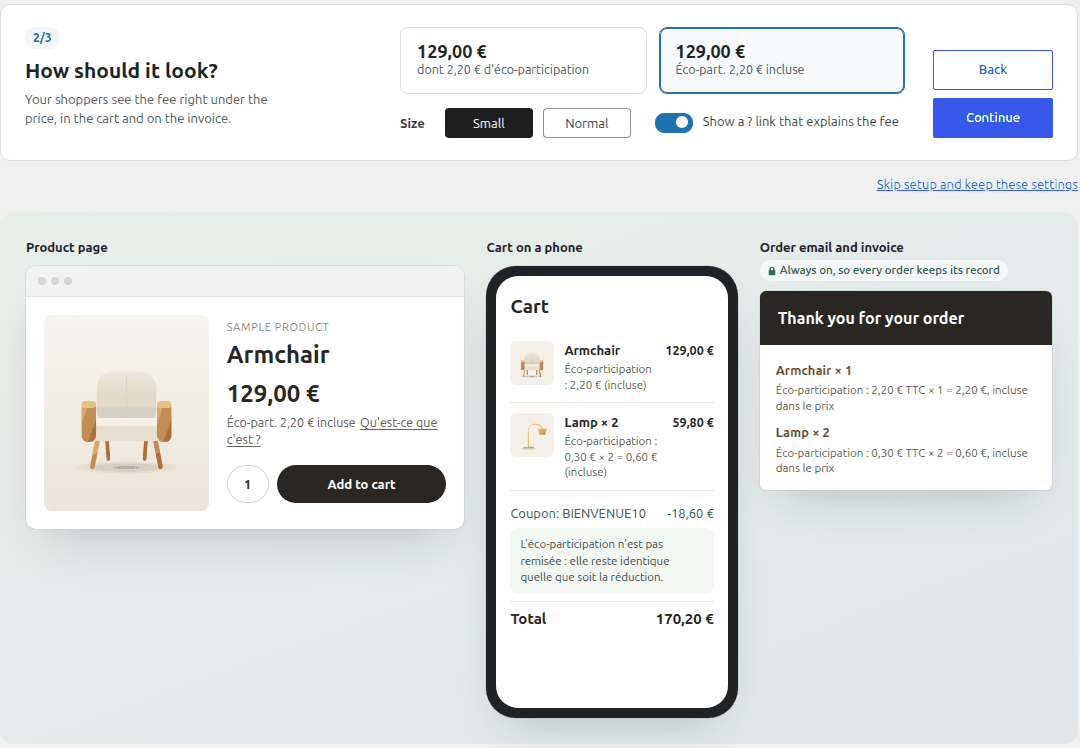 2/3
How should it look?
Your shoppers see the fee right under the
price, in the cart and on the invoice.
129,00 €
dont 2,20 € d'éco-participation
129,00 €
Éco-part. 2,20 € incluse
Size
Small
Normal
Show a ? link that explains the fee
Back
Continue
Skip setup and keep these settings
Product page
SAMPLE PRODUCT
Armchair
129,00 €
Éco-part. 2,20 € incluse Qu'est-ce que
c'est ?
1
Add to cart
Cart on a phone
Cart
Armchair 129,00 €
Éco-participation
: 2,20 € (incluse)
Lamp × 2 59,80 €
Éco-participation :
0,30 € × 2 = 0,60 €
(incluse)
Coupon: BIENVENUE10 -18,60 €
L'éco-participation n'est pas
remisée : elle reste identique
quelle que soit la réduction.
Total 170,20 €
Order email and invoice
Always on, so every order keeps its record
Thank you for your order
Armchair × 1
Éco-participation : 2,20 € TTC × 1 = 2,20 €, incluse
dans le prix
Lamp × 2
Éco-participation : 0,30 € TTC × 2 = 0,60 €, incluse
dans le prix